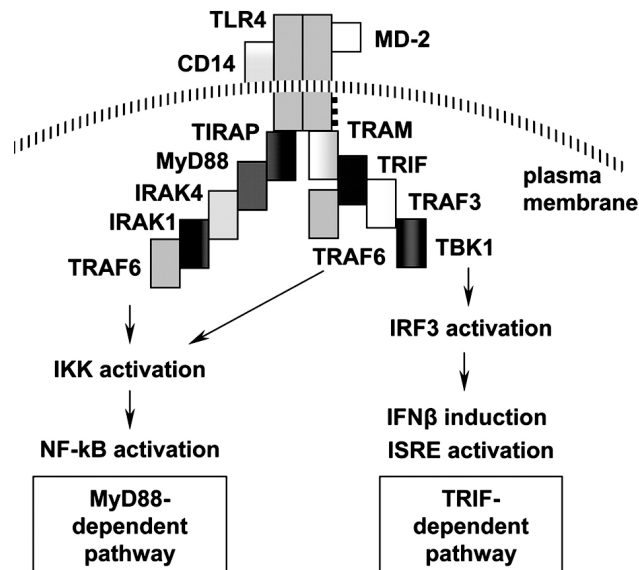 TLR4
MD-2
CD14
TIRAP
TRAM
MyD88
TRIF
plasma
membrane
IRAK4
TRAF3
IRAK1
TRAF6
TRAF6
TBK1
IRF3 activation
IKK activation
IFNβ induction
NF-kB activation
ISRE activation
MyD88-
dependent
pathway
TRIF-
dependent
pathway